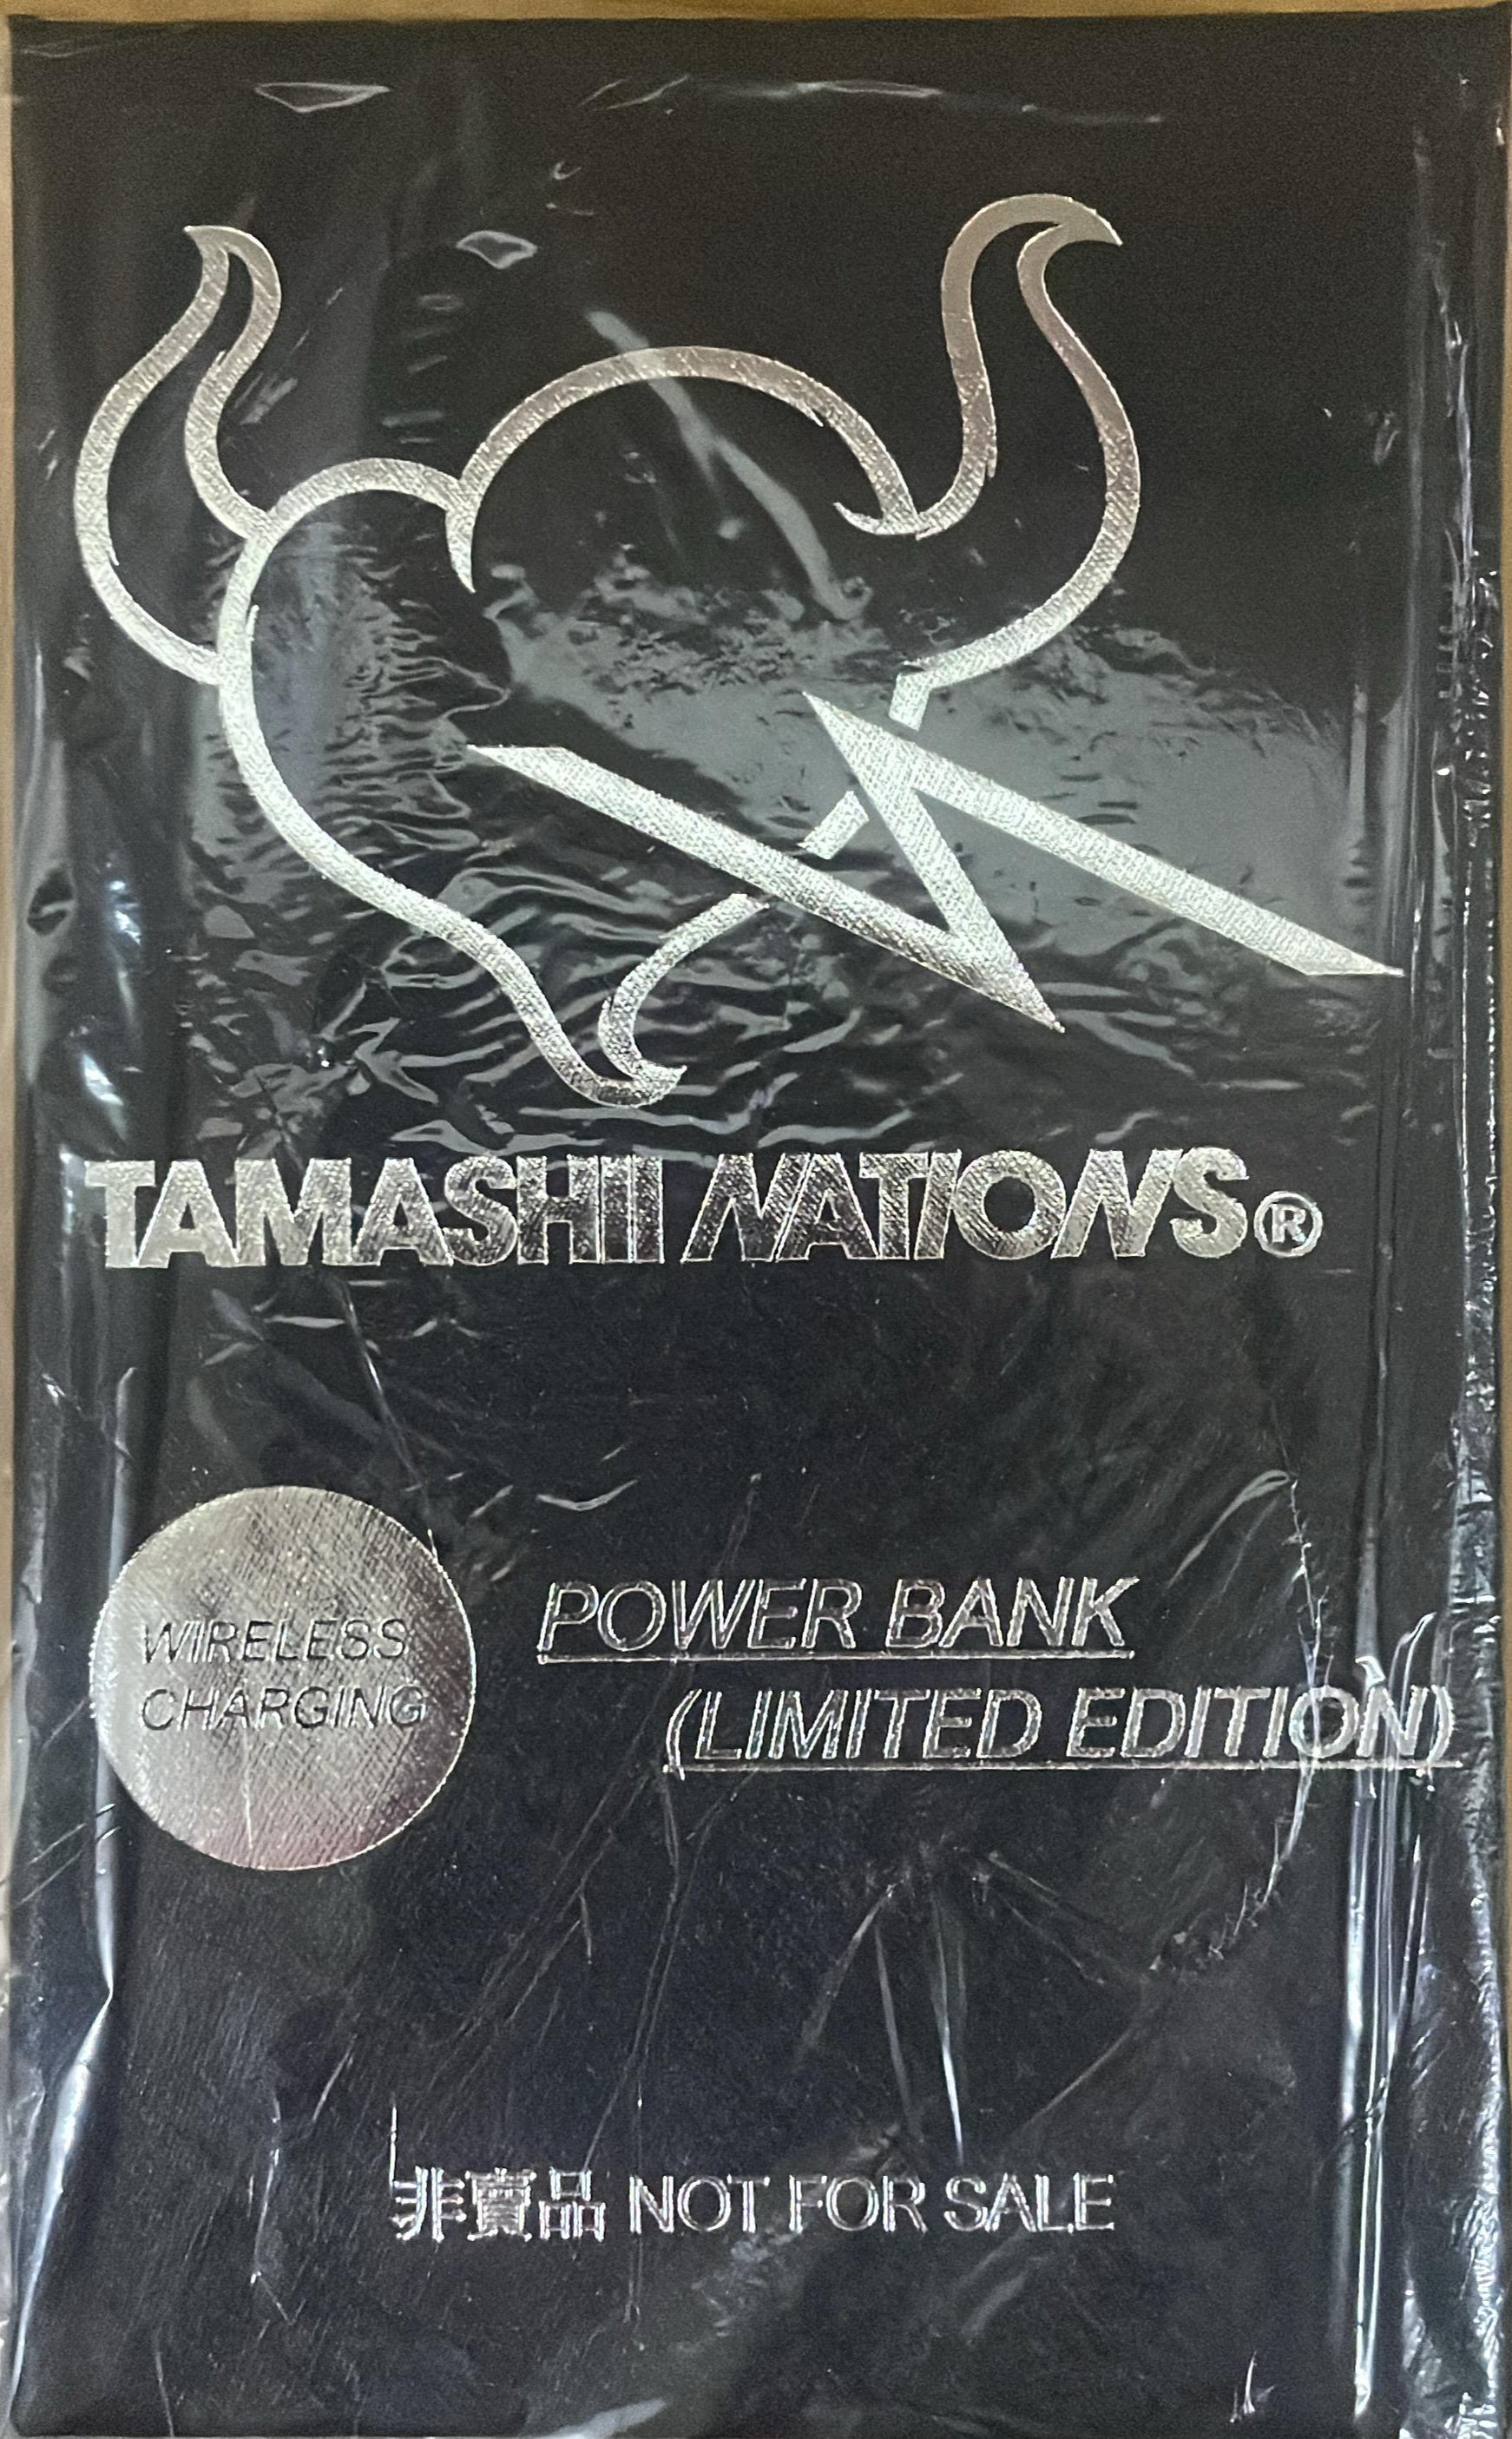 TAMASHII NATIONS®
WIRELESS
CHARGING
POWER BANK
(LIMITED EDITION)
非賣品 NOT FOR SALE